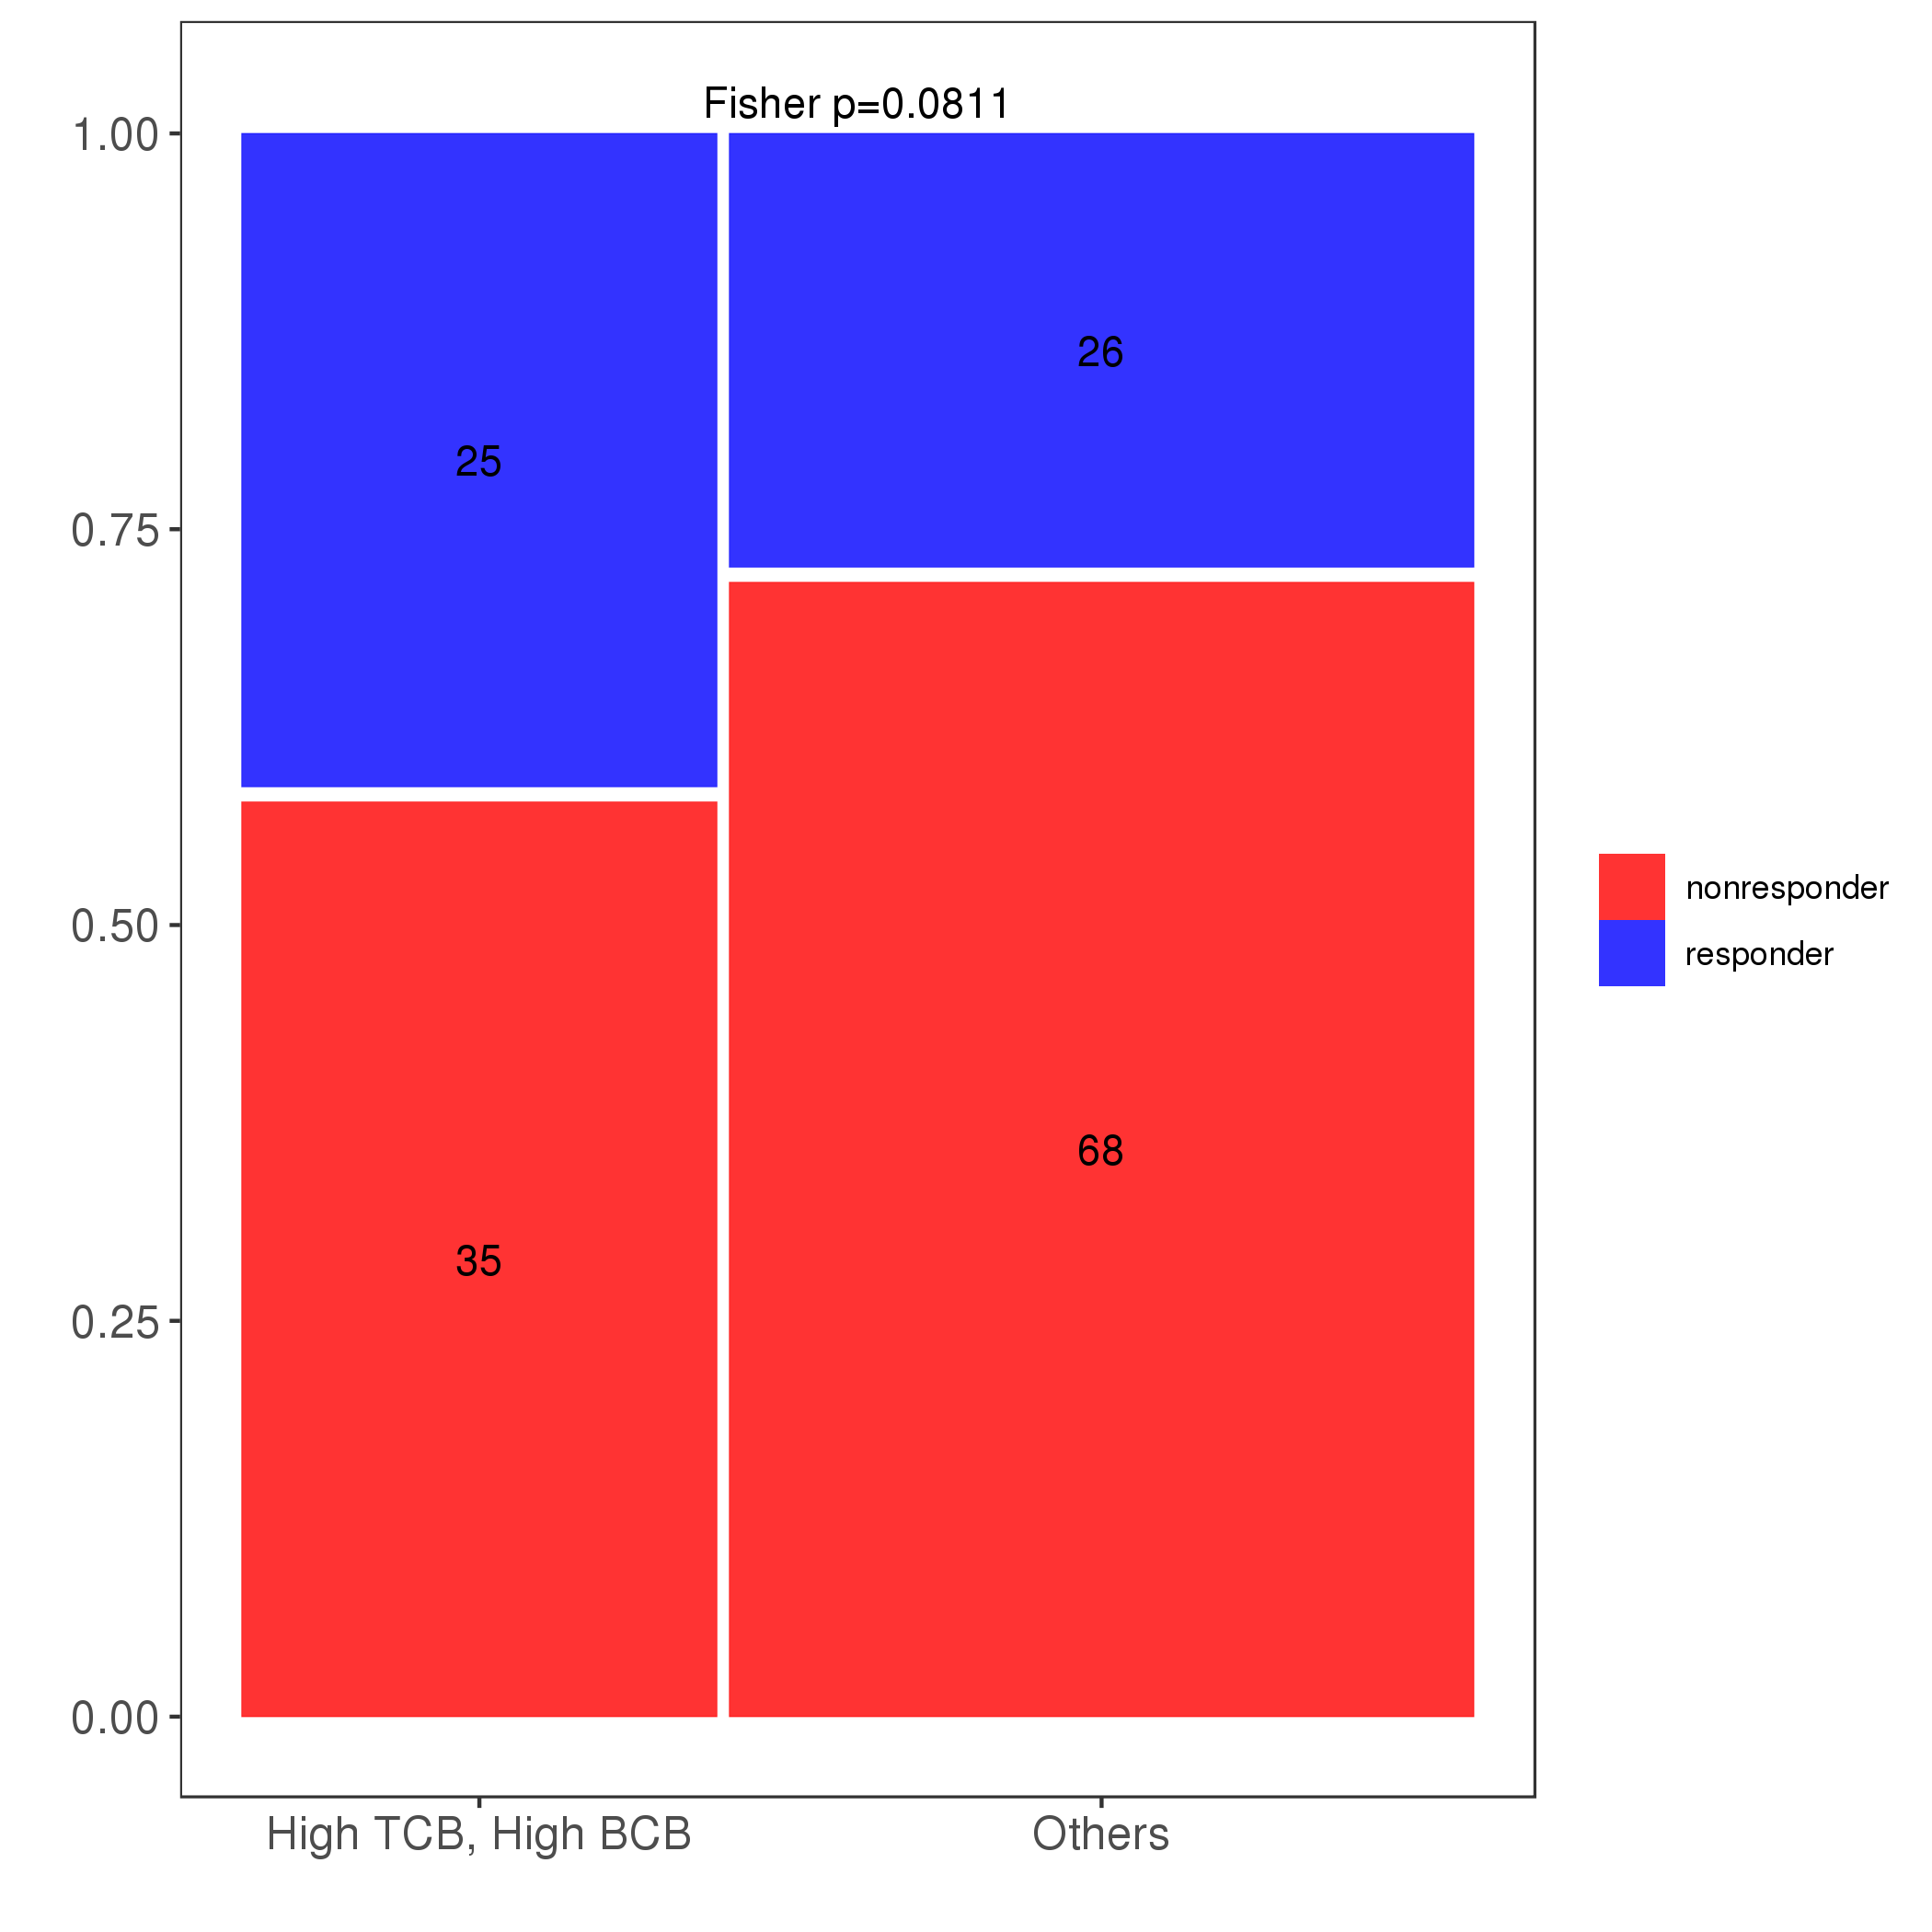 Fisher p=0.0811
1.00
0.75
0.50
0.25
0.00
25
26
35
68
High TCB, High BCB
Others
nonresponder
responder